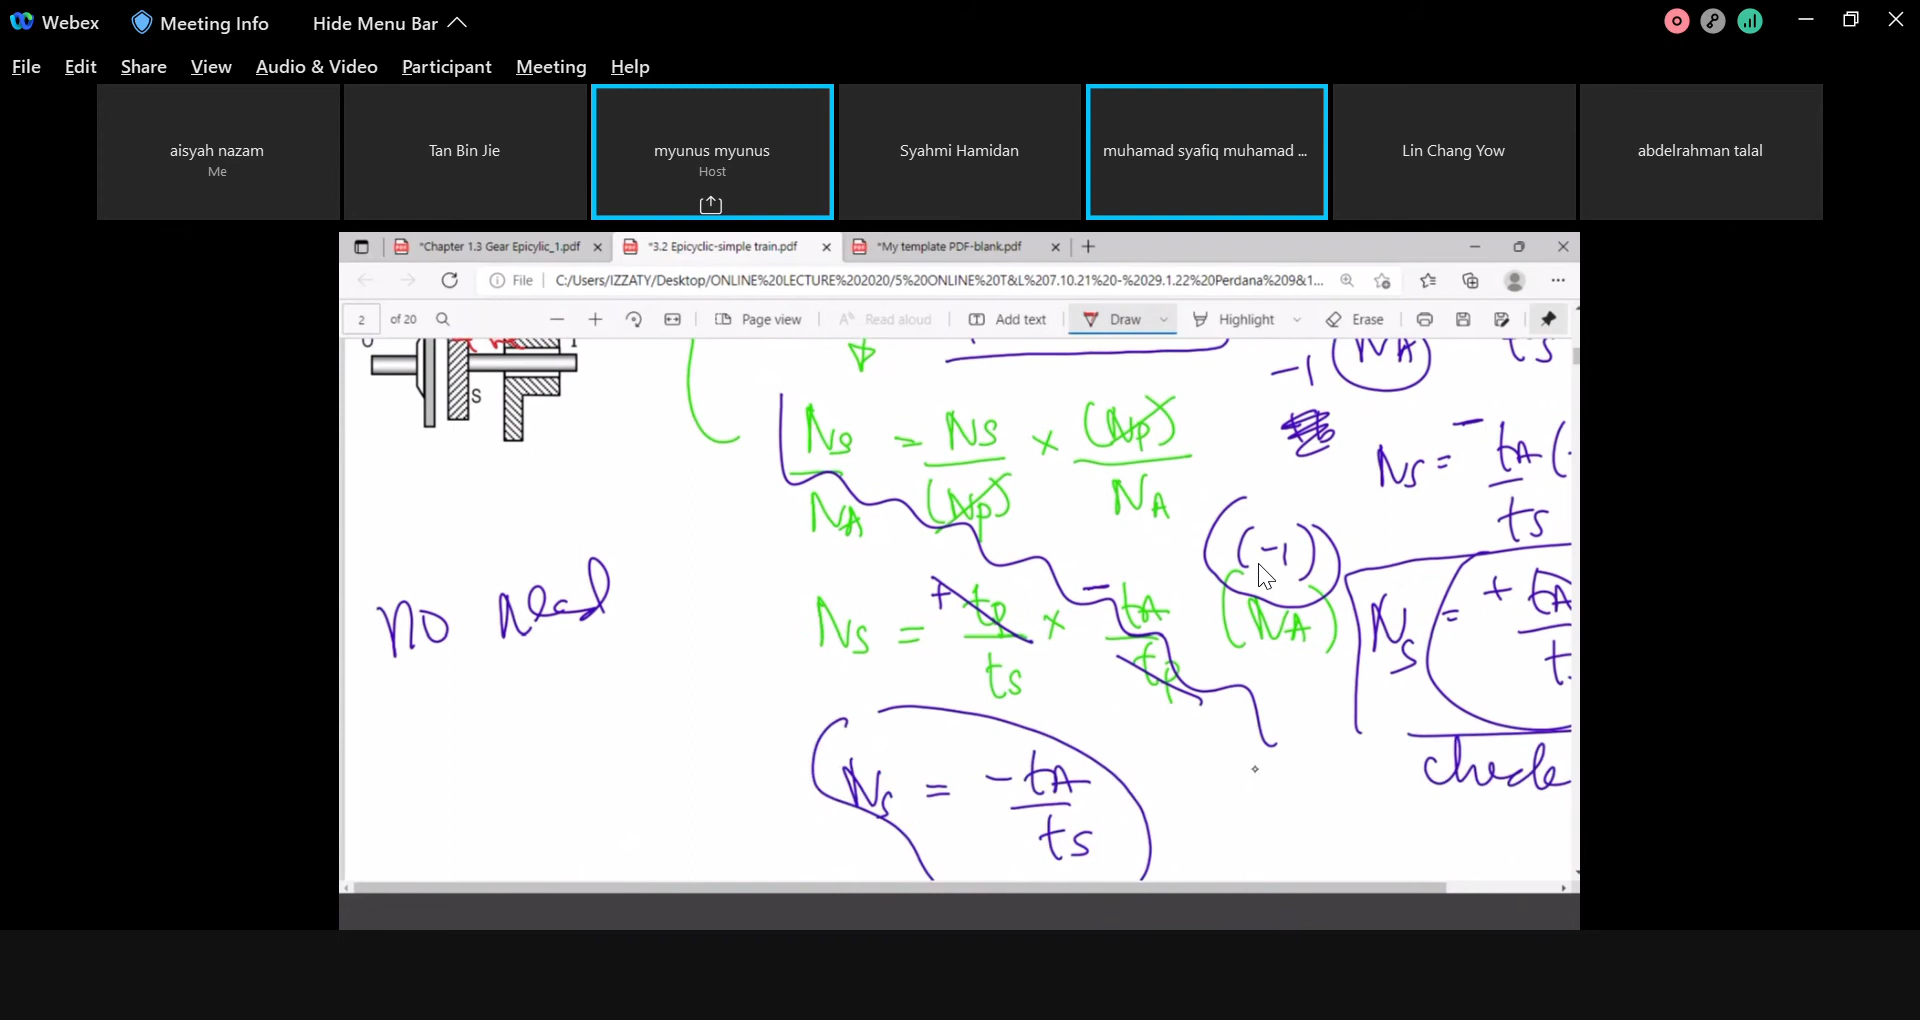 Webex Meeting Info Hide Menu Bar
File Edit Share View Audio & Video Participant Meeting Help
aisyah nazam
Me
Tan Bin Jie
myunus myunus
Host
Syahmi Hamidan
muhamad syafiq muhamad ...
Lin Chang Yow
abdelrahman talal
*Chapter 1.3 Gear Epicylic_1.pdf
*3.2 Epicyclic-simple train.pdf
*My template PDF-blank.pdf
File C:/Users/IZZATY/Desktop/ONLINE%20LECTURE%202020/5%20ONLINE%20T&L%207.10.21%20-%2029.1.22%20Perdana%209&1...
2 of 20 Page view Read aloud Add text Draw Highlight Erase
S
-1 (NA) ts
NS = NS × (Np)
NA (Np) NA
NS = - tA (
ts
(-1)
no need
NS = + tp × - tA (NA)
ts tp
NS = + tA
t
check
NS = - tA
ts